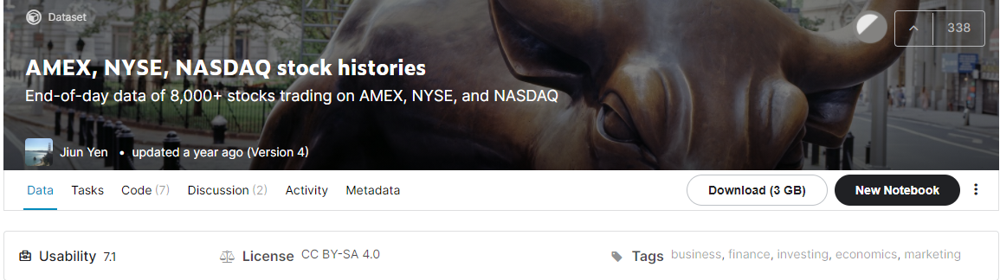 Dataset
338
AMEX, NYSE, NASDAQ stock histories
End-of-day data of 8,000+ stocks trading on AMEX, NYSE, and NASDAQ
Jiun Yen • updated a year ago (Version 4)
Data Tasks Code (7) Discussion (2) Activity Metadata Download (3 GB) New Notebook
Usability 7.1 License CC BY-SA 4.0 Tags business, finance, investing, economics, marketing